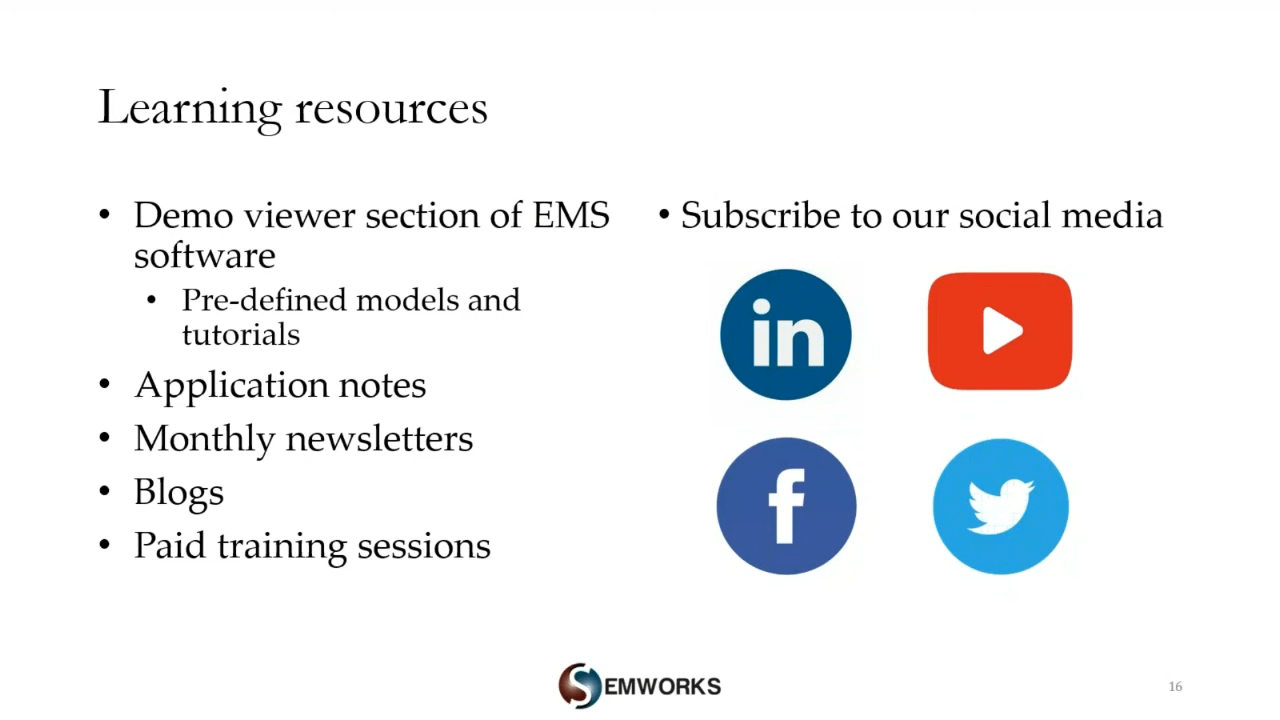 Learning resources
• Demo viewer section of EMS
software
• Pre-defined models and
tutorials
• Application notes
• Monthly newsletters
• Blogs
• Paid training sessions
• Subscribe to our social media
in
f
EMWORKS
16